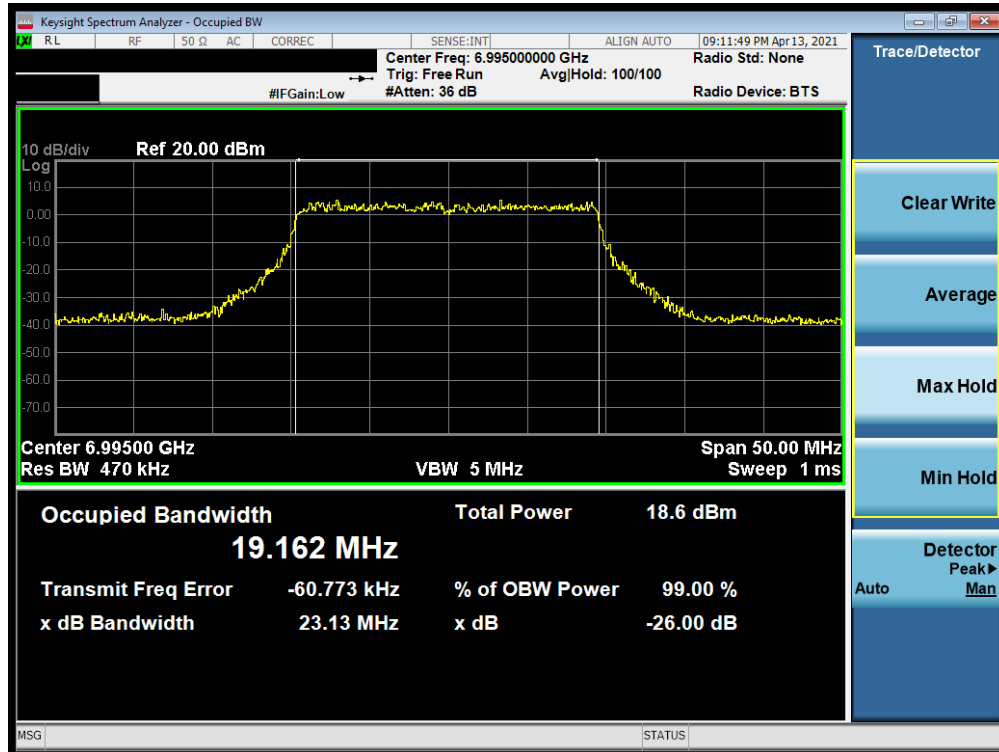 Keysight Spectrum Analyzer - Occupied BW
LXI RL RF 50 Ω AC CORREC SENSE:INT ALIGN AUTO 09:11:49 PM Apr 13, 2021
Center Freq: 6.995000000 GHz Radio Std: None
Trig: Free Run Avg|Hold: 100/100
#IFGain:Low #Atten: 36 dB Radio Device: BTS
Trace/Detector
10 dB/div Ref 20.00 dBm
Log
10.0
0.00
-10.0
-20.0
-30.0
-40.0
-50.0
-60.0
-70.0
Center 6.99500 GHz Span 50.00 MHz
Res BW 470 kHz VBW 5 MHz Sweep 1 ms
Occupied Bandwidth Total Power 18.6 dBm
19.162 MHz
Transmit Freq Error -60.773 kHz % of OBW Power 99.00 %
x dB Bandwidth 23.13 MHz x dB -26.00 dB
Clear Write
Average
Max Hold
Min Hold
Detector
Peak▶
Auto Man
MSG STATUS